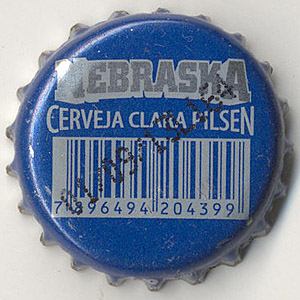 NEBRASKA
CERVEJA CLARA PILSEN
7 896494 204399